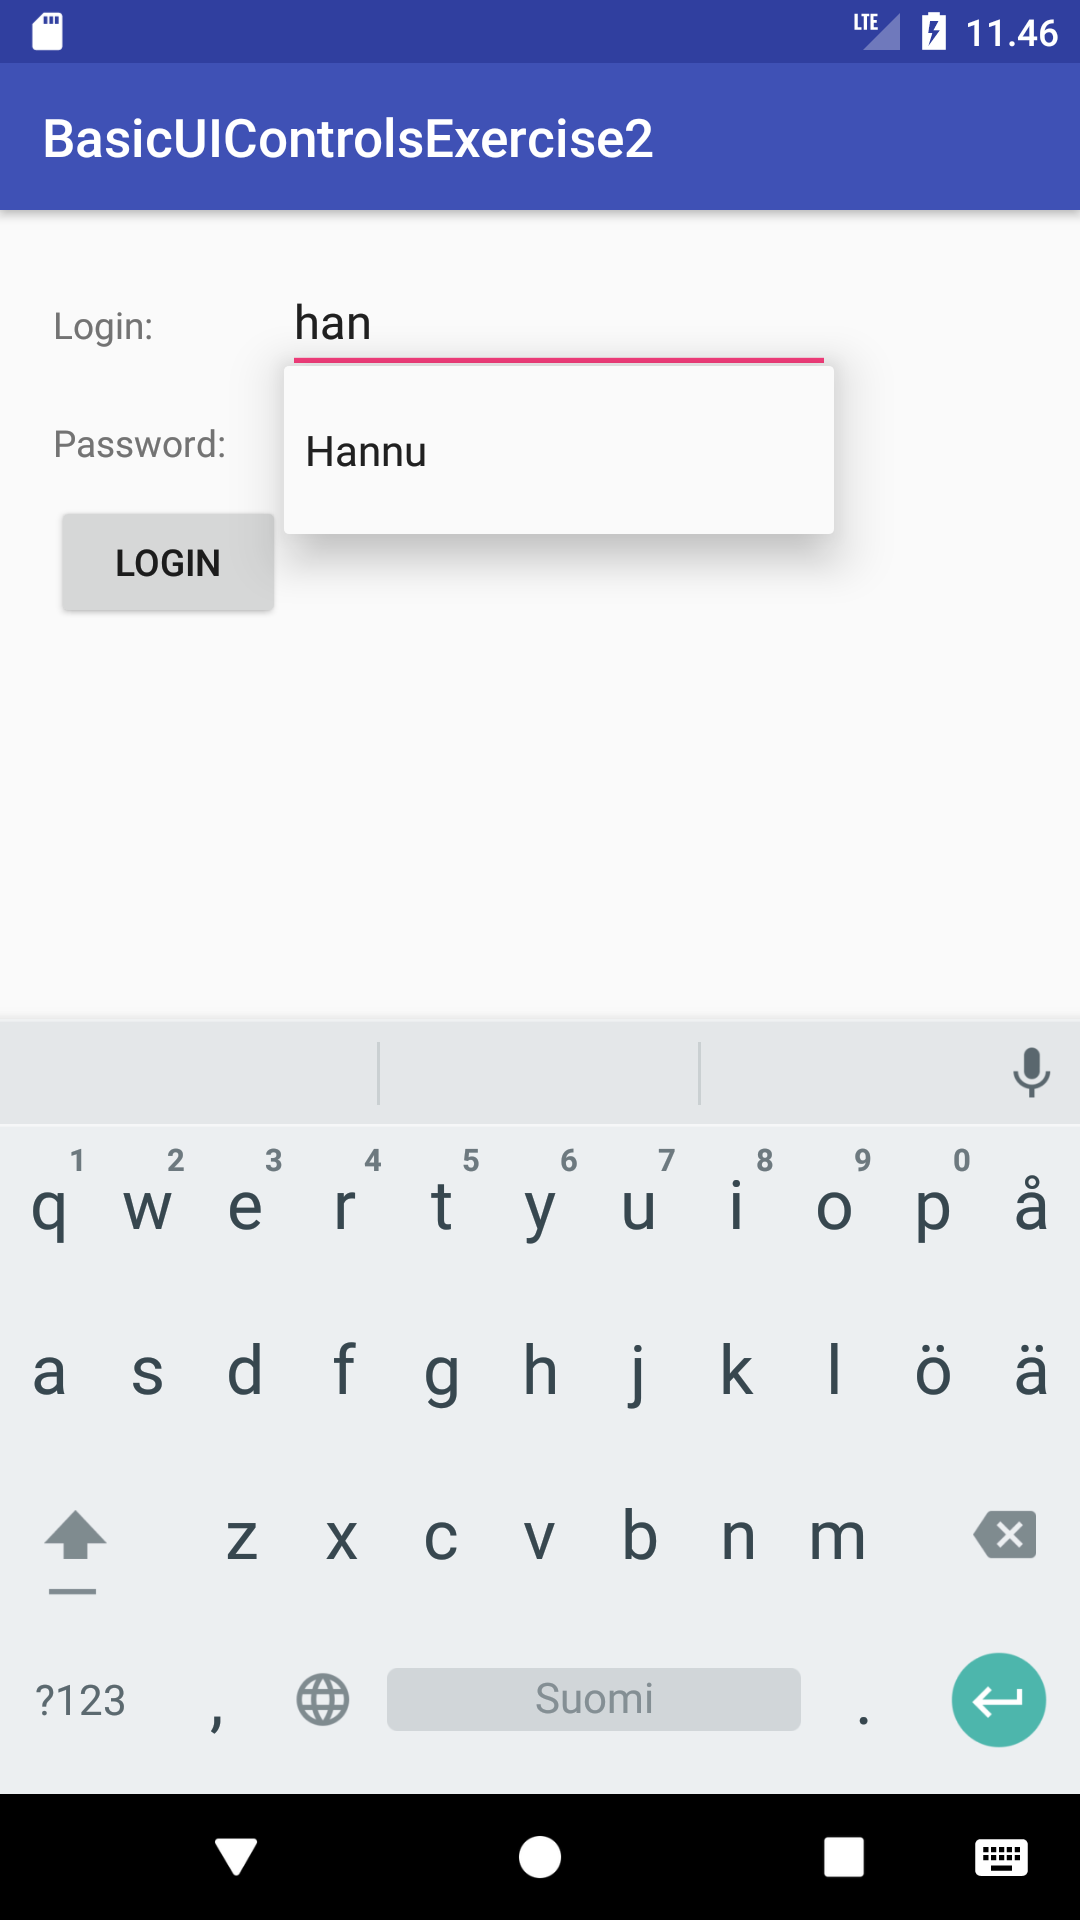 LTE 11.46
BasicUIControlsExercise2
Login: han
Hannu
Password:
LOGIN
1 2 3 4 5 6 7 8 9 0
q w e r t y u i o p å
a s d f g h j k l ö ä
z x c v b n m
?123 , Suomi .